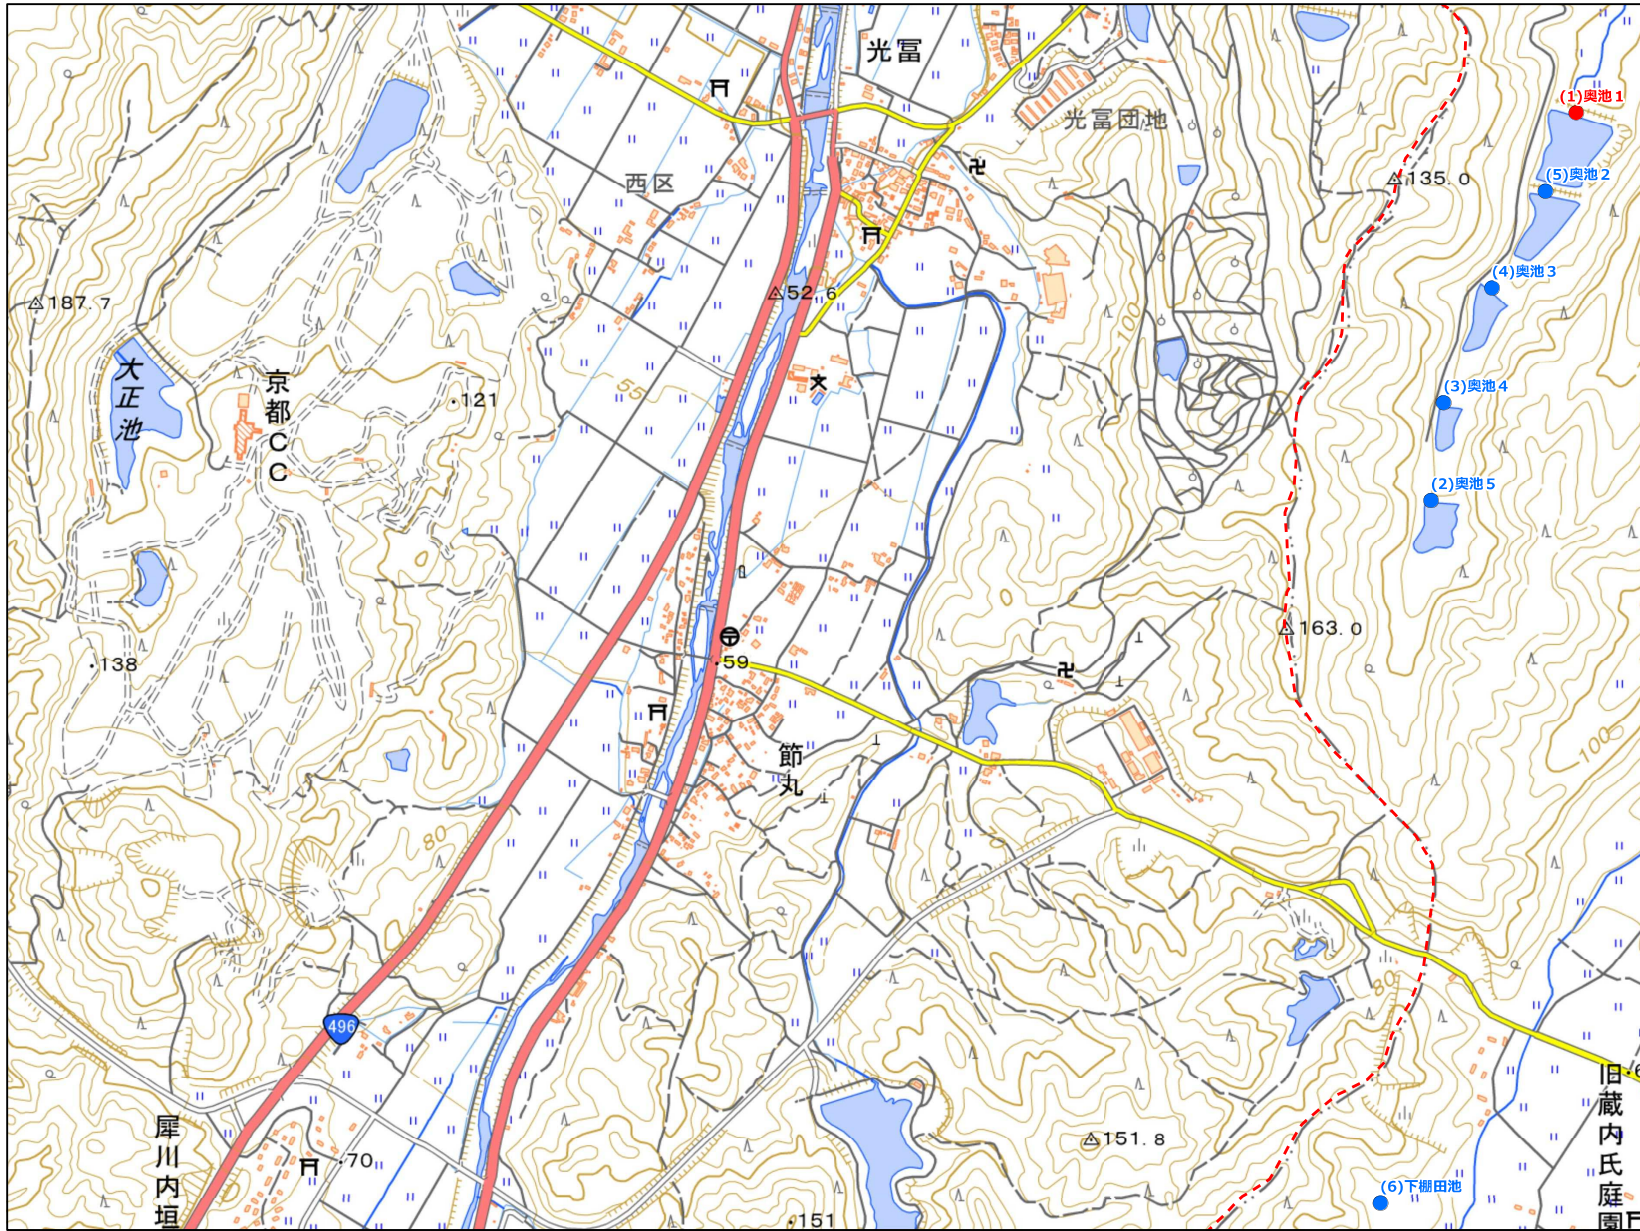 光冨
(1)奥池1
光冨団地
(5)奥池2
135.0
西区
187.7
52.6
(4)奥池3
100
大正池
京都CC
121
55
(3)奥池4
(2)奥池5
138
163.0
59
節丸
100
80
80
496
旧蔵内氏庭園
犀川内垣
151.8
70
(6)下棚田池
151